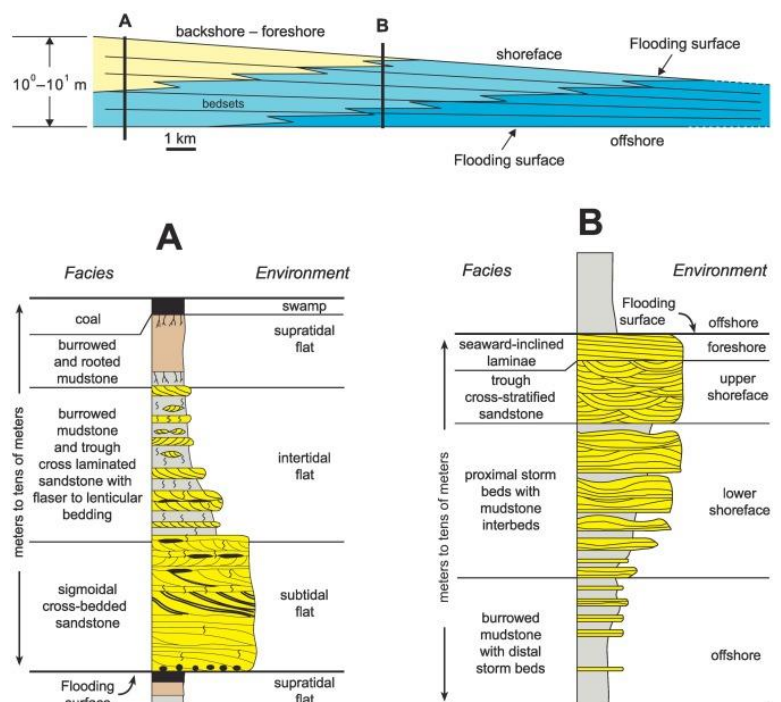 A
backshore – foreshore
B
shoreface
Flooding surface
10⁰–10¹ m
bedsets
1 km
Flooding surface
offshore
A
Facies
Environment
coal
swamp
burrowed
and rooted
mudstone
supratidal
flat
burrowed
mudstone
and trough
cross laminated
sandstone with
flaser to lenticular
bedding
intertidal
flat
sigmoidal
cross-bedded
sandstone
subtidal
flat
meters to tens of meters
Flooding
surface
supratidal
flat
B
Facies
Environment
Flooding
surface
offshore
seaward-inclined
laminae
foreshore
trough
cross-stratified
sandstone
upper
shoreface
proximal storm
beds with
mudstone
interbeds
lower
shoreface
burrowed
mudstone
with distal
storm beds
offshore
meters to tens of meters